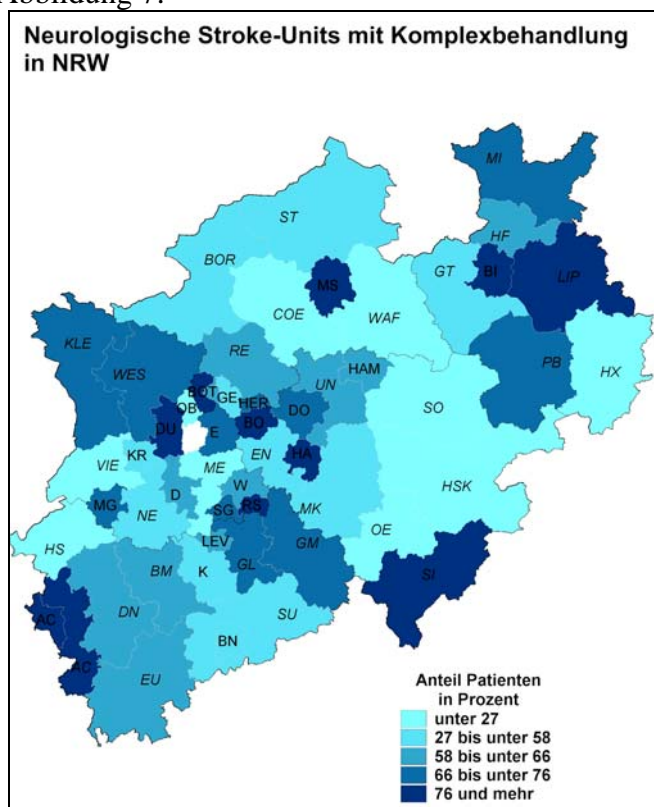 Abbildung 7:
Neurologische Stroke-Units mit Komplexbehandlung
in NRW
MI
ST
HF
BOR
GT
BI
LIP
MS
COE
WAF
KLE
RE
PB
WES
HAM
HX
UN
BOT
GE
HER
OB
DO
SO
DU
E
BO
KR
EN
HA
VIE
ME
HSK
W
D
MG
SG
RS
MK
NE
OE
LEV
GM
HS
BM
K
GL
SI
DN
AC
SU
BN
AC
EU
Anteil Patienten
in Prozent
unter 27
27 bis unter 58
58 bis unter 66
66 bis unter 76
76 und mehr